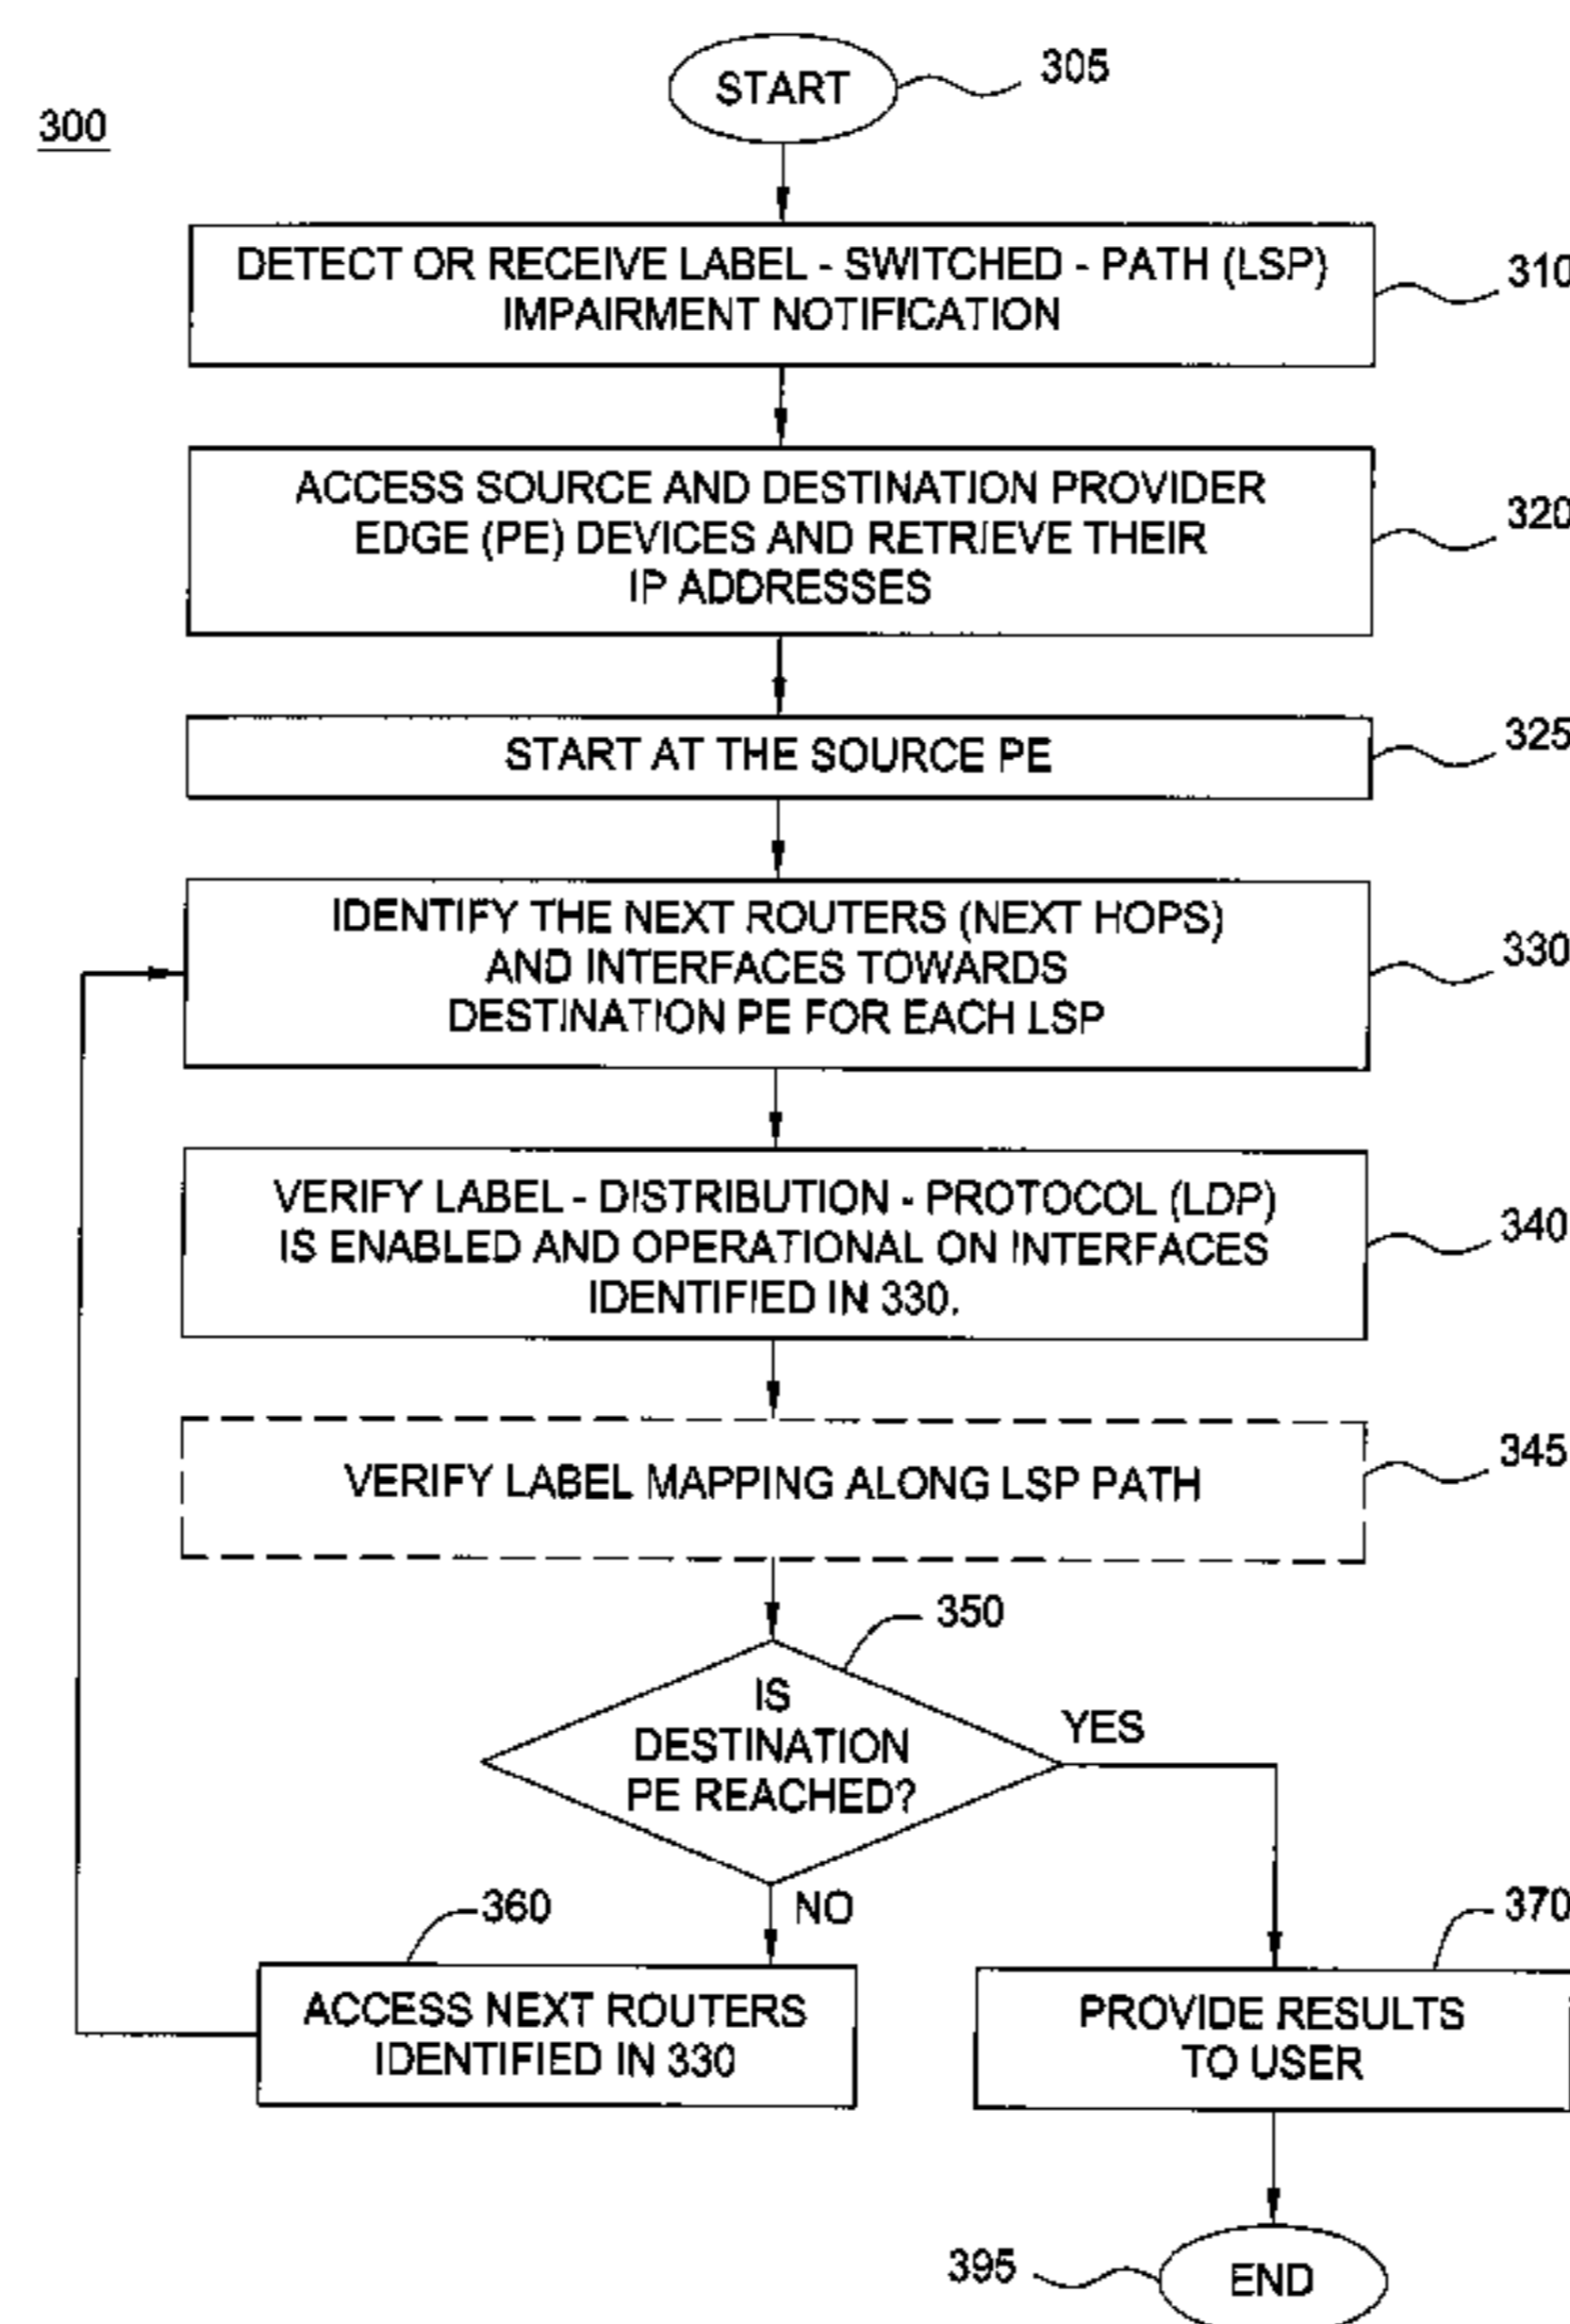 300
START
305
DETECT OR RECEIVE LABEL - SWITCHED - PATH (LSP)
IMPAIRMENT NOTIFICATION
310
ACCESS SOURCE AND DESTINATION PROVIDER
EDGE (PE) DEVICES AND RETRIEVE THEIR
IP ADDRESSES
320
START AT THE SOURCE PE
325
IDENTIFY THE NEXT ROUTERS (NEXT HOPS)
AND INTERFACES TOWARDS
DESTINATION PE FOR EACH LSP
330
VERIFY LABEL - DISTRIBUTION - PROTOCOL (LDP)
IS ENABLED AND OPERATIONAL ON INTERFACES
IDENTIFIED IN 330.
340
VERIFY LABEL MAPPING ALONG LSP PATH
345
350
IS
DESTINATION
PE REACHED?
YES
NO
360
ACCESS NEXT ROUTERS
IDENTIFIED IN 330
370
PROVIDE RESULTS
TO USER
395
END